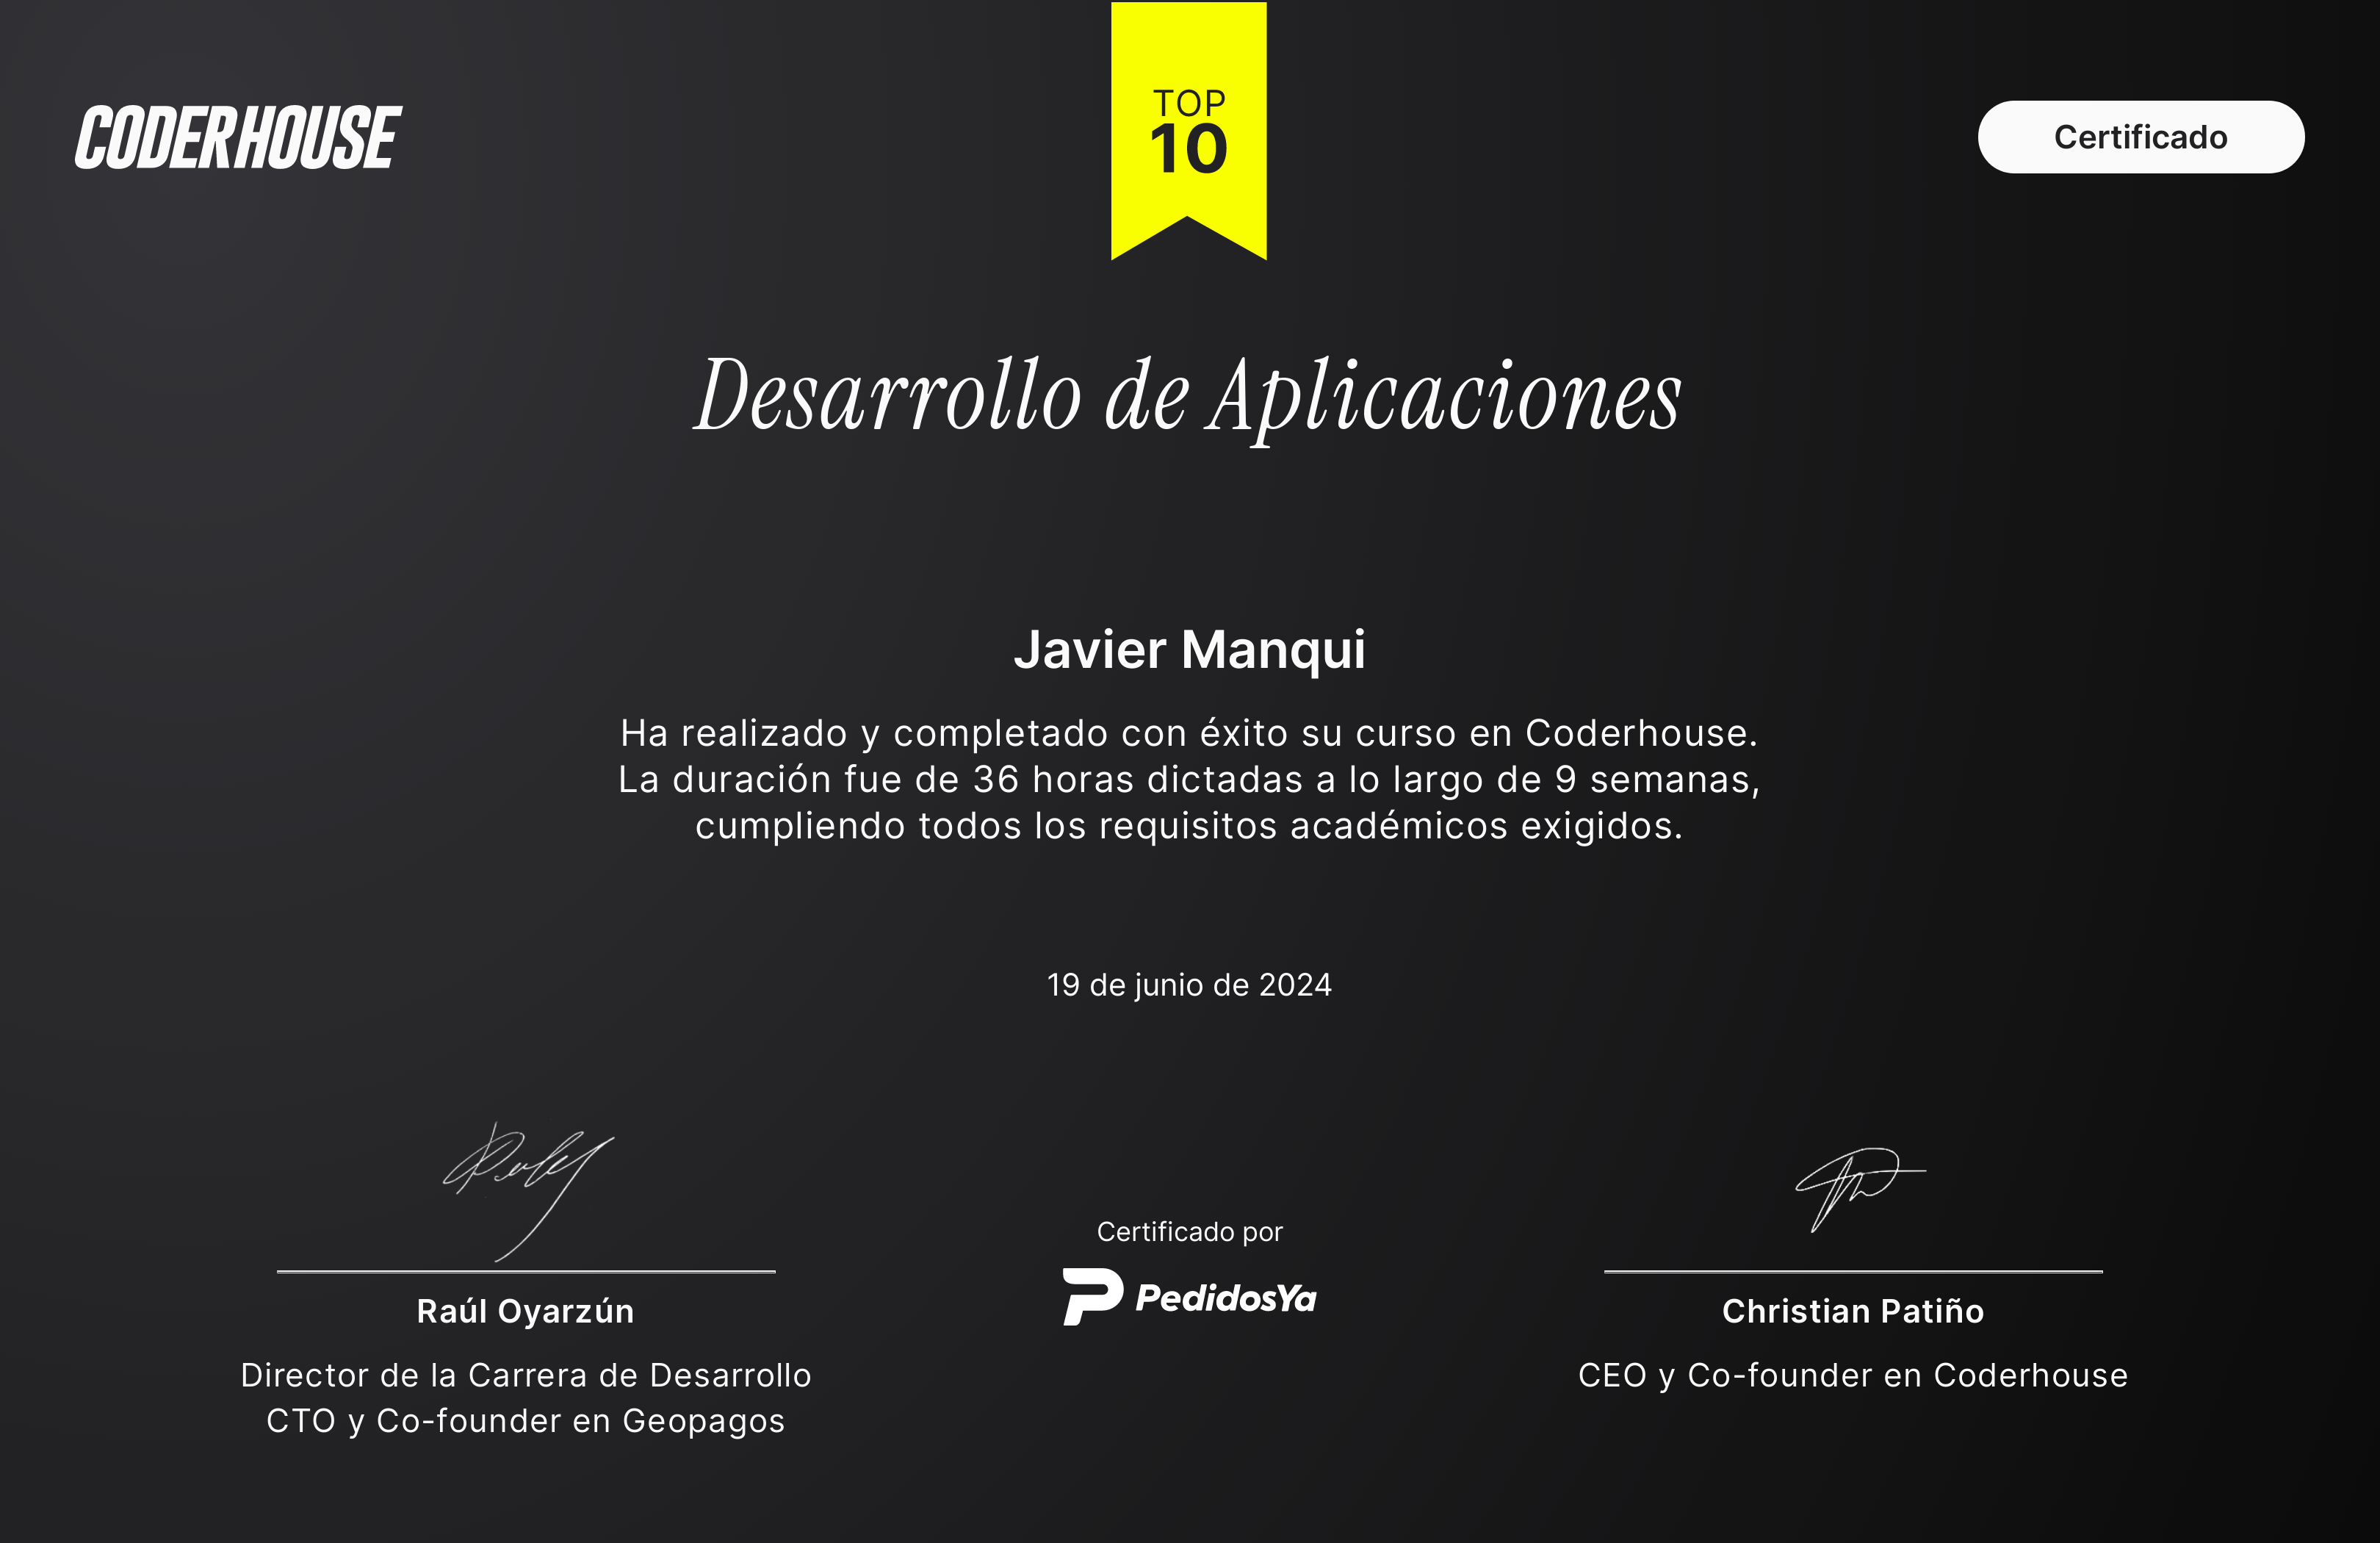 CODERHOUSE
TOP
10
Certificado
Desarrollo de Aplicaciones
Javier Manqui
Ha realizado y completado con éxito su curso en Coderhouse.
La duración fue de 36 horas dictadas a lo largo de 9 semanas,
cumpliendo todos los requisitos académicos exigidos.
19 de junio de 2024
Certificado por
PedidosYa
Raúl Oyarzún
Director de la Carrera de Desarrollo
CTO y Co-founder en Geopagos
Christian Patiño
CEO y Co-founder en Coderhouse